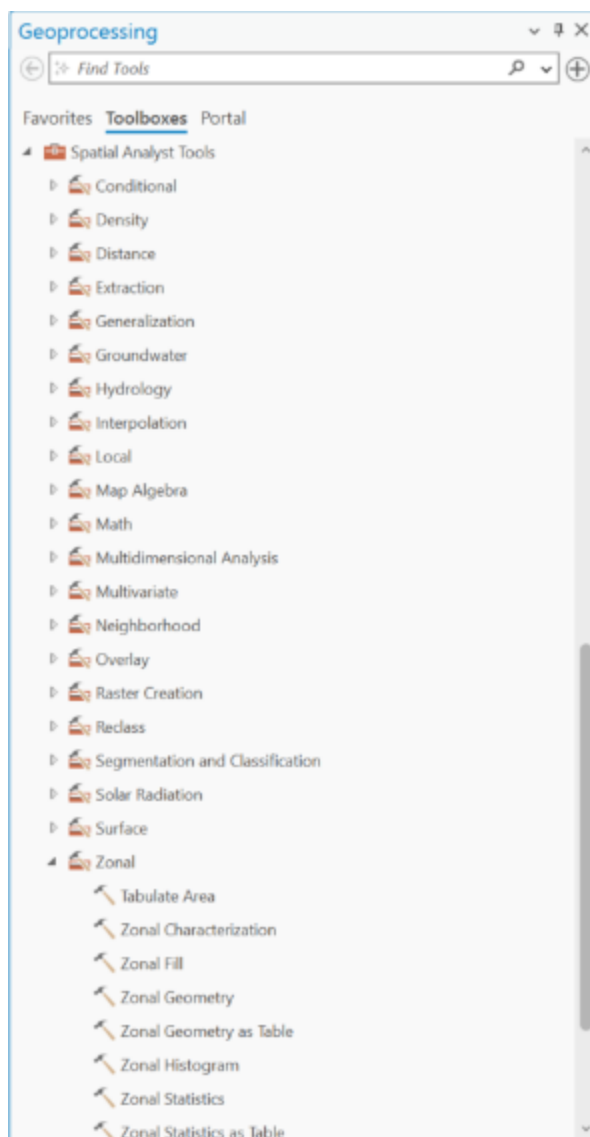 Geoprocessing
Find Tools
Favorites Toolboxes Portal
Spatial Analyst Tools
Conditional
Density
Distance
Extraction
Generalization
Groundwater
Hydrology
Interpolation
Local
Map Algebra
Math
Multidimensional Analysis
Multivariate
Neighborhood
Overlay
Raster Creation
Reclass
Segmentation and Classification
Solar Radiation
Surface
Zonal
Tabulate Area
Zonal Characterization
Zonal Fill
Zonal Geometry
Zonal Geometry as Table
Zonal Histogram
Zonal Statistics
Zonal Statistics as Table